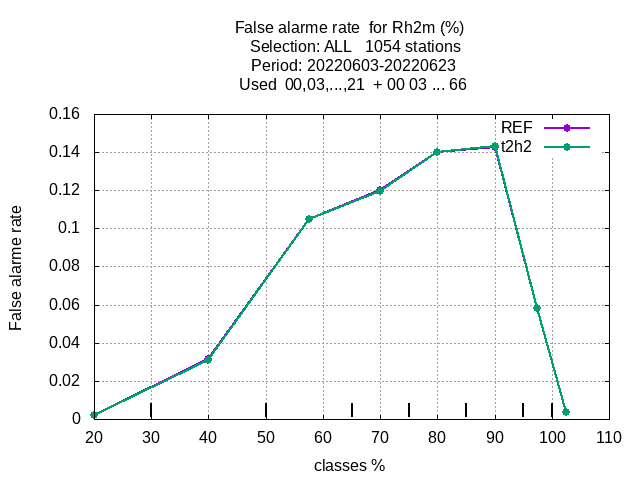 False alarme rate  for Rh2m (%)
Selection: ALL   1054 stations
Period: 20220603-20220623
Used  00,03,...,21  + 00 03 ... 66
REF
t2h2
0.16
0.14
0.12
0.1
0.08
0.06
0.04
0.02
0
False alarme rate
20 30 40 50 60 70 80 90 100 110
classes %